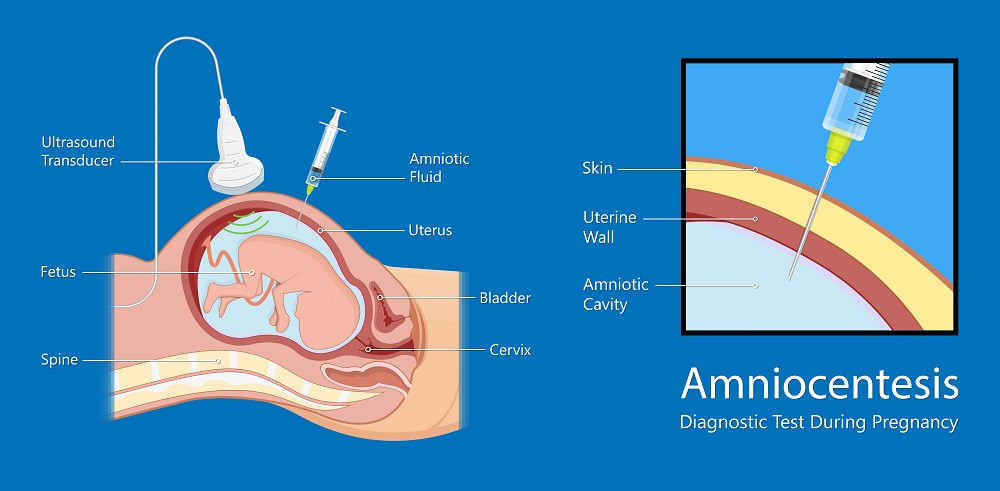 Ultrasound
Transducer
Amniotic
Fluid
Uterus
Fetus
Bladder
Spine
Cervix
Skin
Uterine
Wall
Amniotic
Cavity
Amniocentesis
Diagnostic Test During Pregnancy